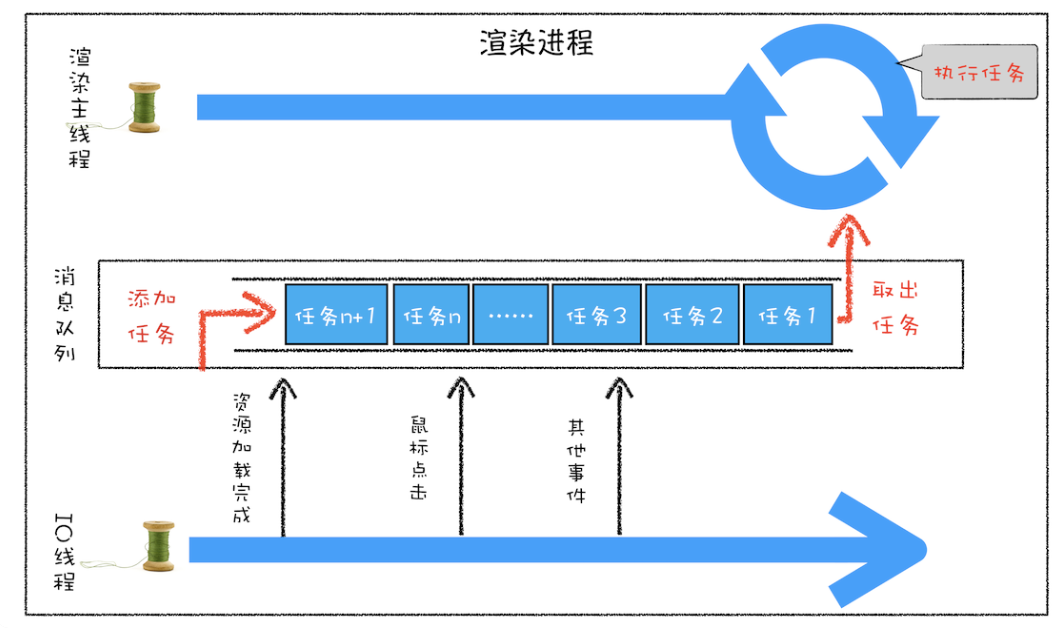 渲染进程
渲染主线程
执行任务
消息队列
添加
任务
任务n+1
任务n
……
任务3
任务2
任务1
取出
任务
资源加载完成
鼠标点击
其他事件
IO线程